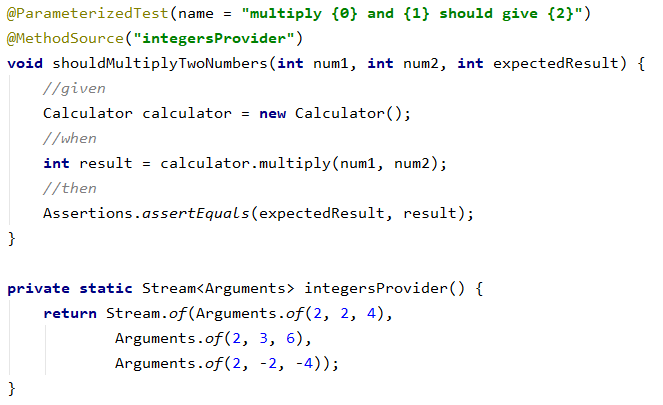 @ParameterizedTest(name = "multiply {0} and {1} should give {2}")
@MethodSource("integersProvider")
void shouldMultiplyTwoNumbers(int num1, int num2, int expectedResult) {
    //given
    Calculator calculator = new Calculator();
    //when
    int result = calculator.multiply(num1, num2);
    //then
    Assertions.assertEquals(expectedResult, result);
}

private static Stream<Arguments> integersProvider() {
    return Stream.of(Arguments.of(2, 2, 4),
            Arguments.of(2, 3, 6),
            Arguments.of(2, -2, -4));
}